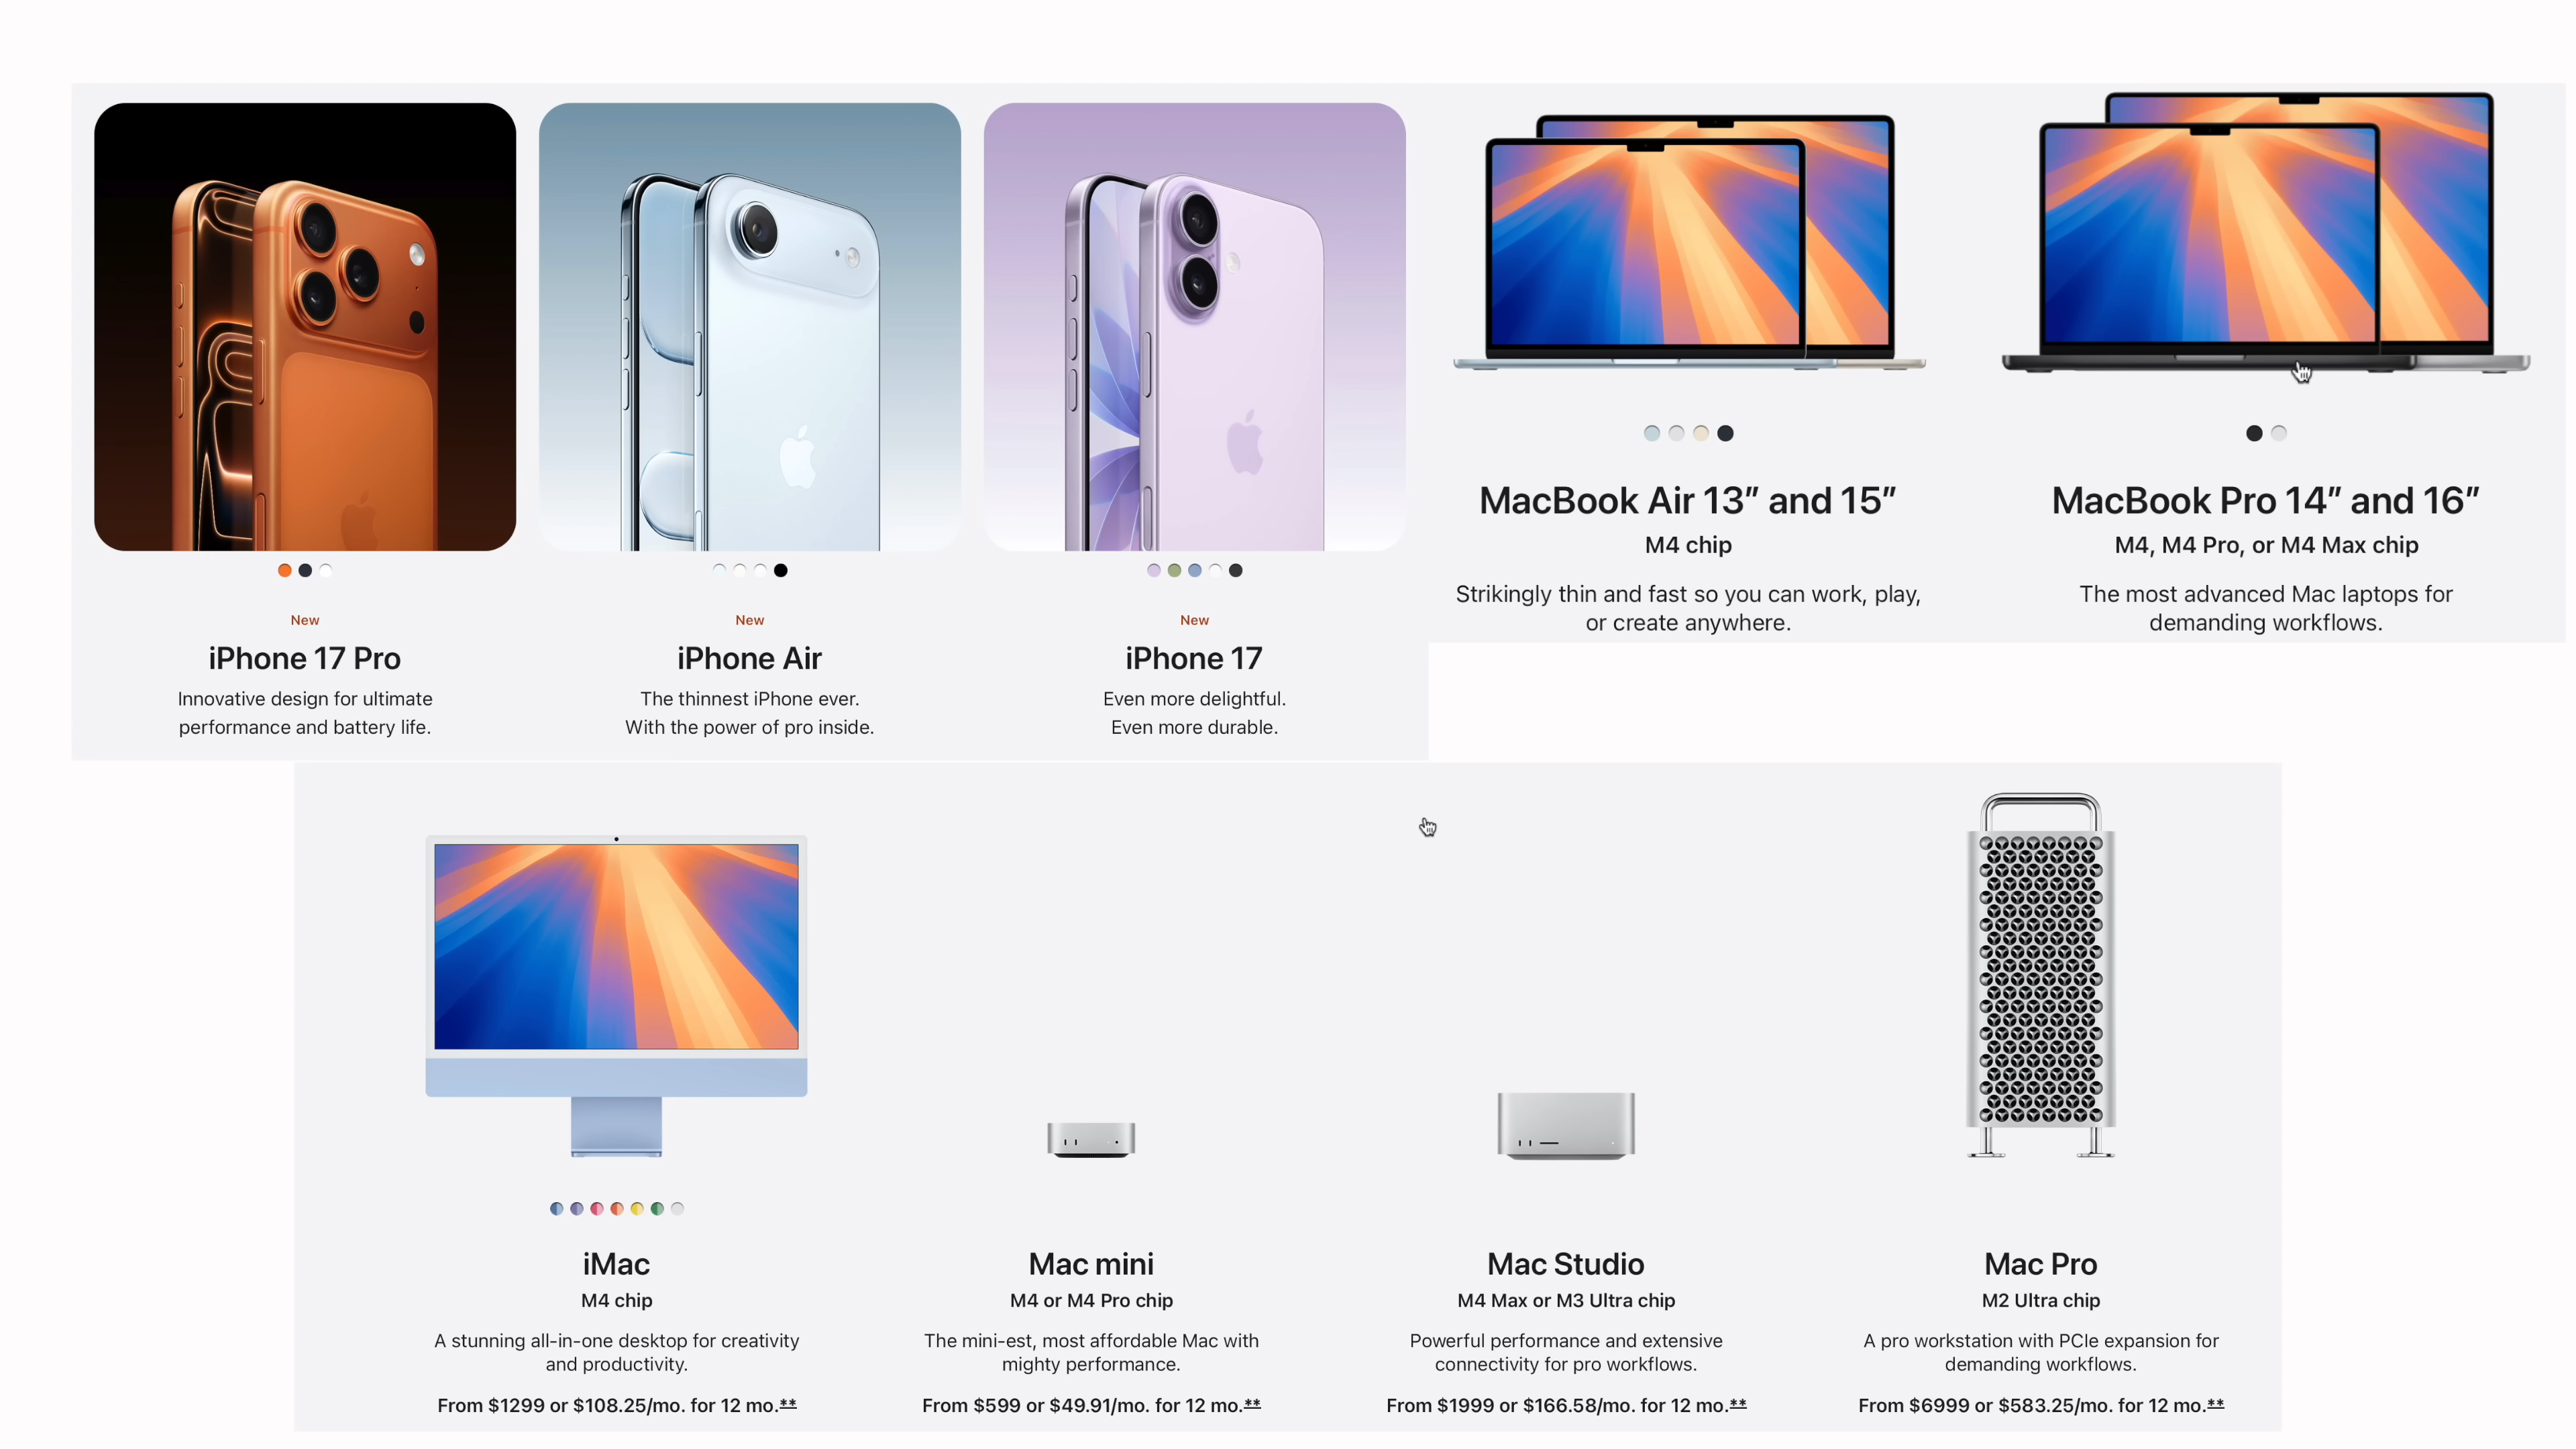 New
iPhone 17 Pro
Innovative design for ultimate
performance and battery life.
New
iPhone Air
The thinnest iPhone ever.
With the power of pro inside.
New
iPhone 17
Even more delightful.
Even more durable.
MacBook Air 13” and 15”
M4 chip
Strikingly thin and fast so you can work, play,
or create anywhere.
MacBook Pro 14” and 16”
M4, M4 Pro, or M4 Max chip
The most advanced Mac laptops for
demanding workflows.
iMac
M4 chip
A stunning all-in-one desktop for creativity
and productivity.
From $1299 or $108.25/mo. for 12 mo.**
Mac mini
M4 or M4 Pro chip
The mini-est, most affordable Mac with
mighty performance.
From $599 or $49.91/mo. for 12 mo.**
Mac Studio
M4 Max or M3 Ultra chip
Powerful performance and extensive
connectivity for pro workflows.
From $1999 or $166.58/mo. for 12 mo.**
Mac Pro
M2 Ultra chip
A pro workstation with PCIe expansion for
demanding workflows.
From $6999 or $583.25/mo. for 12 mo.**